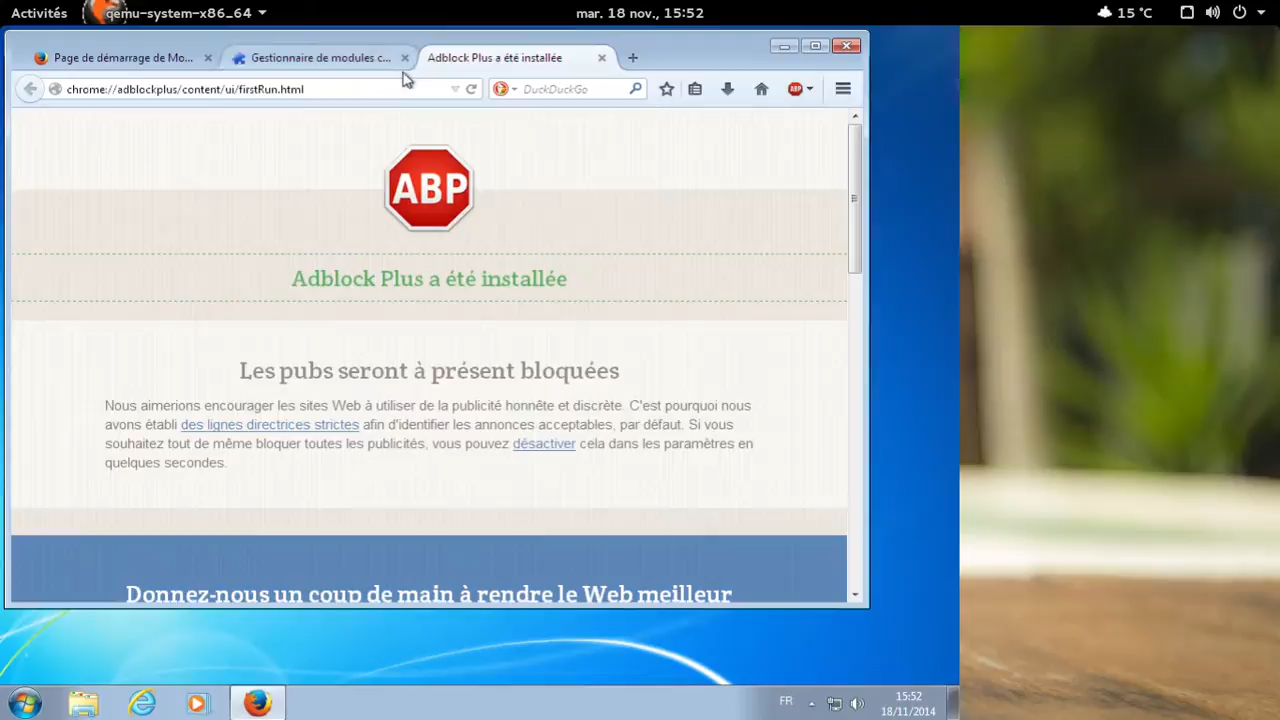 Activités
qemu-system-x86_64
mar. 18 nov., 15:52
15 °C
Page de démarrage de Mo...
Gestionnaire de modules c...
Adblock Plus a été installée
chrome://adblockplus/content/ui/firstRun.html
DuckDuckGo
ABP
ABP
Adblock Plus a été installée
Les pubs seront à présent bloquées
Nous aimerions encourager les sites Web à utiliser de la publicité honnête et discrète. C'est pourquoi nous
avons établi des lignes directrices strictes afin d'identifier les annonces acceptables, par défaut. Si vous
souhaitez tout de même bloquer toutes les publicités, vous pouvez désactiver cela dans les paramètres en
quelques secondes.
Donnez-nous un coup de main à rendre le Web meilleur
FR
15:52
18/11/2014